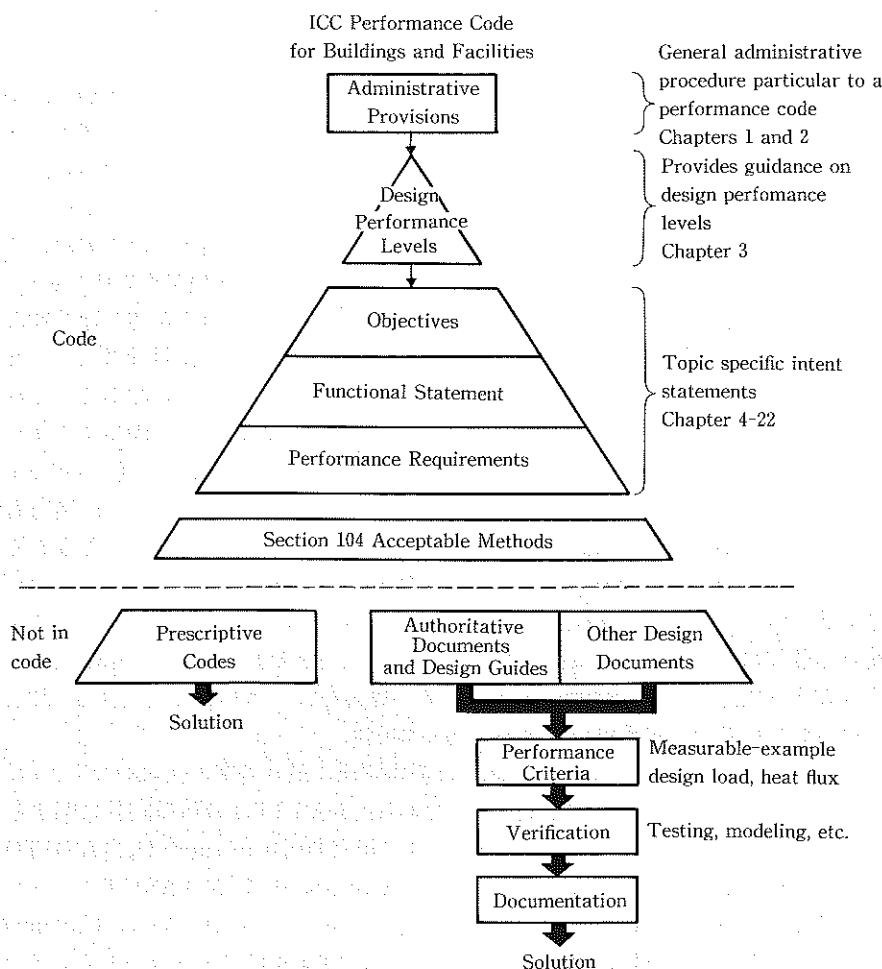 ICC Performance Code
for Buildings and Facilities
Administrative
Provisions
General administrative
procedure particular to a
performance code
Chapters 1 and 2
Design
Performance
Levels
Provides guidance on
design perfomance
levels
Chapter 3
Code
Objectives
Functional Statement
Performance Requirements
Topic specific intent
statements
Chapter 4-22
Section 104 Acceptable Methods
Not in
code
Prescriptive
Codes
Solution
Authoritative
Documents
and Design Guides
Other Design
Documents
Performance
Criteria
Measurable-example
design load, heat flux
Verification
Testing, modeling, etc.
Documentation
Solution